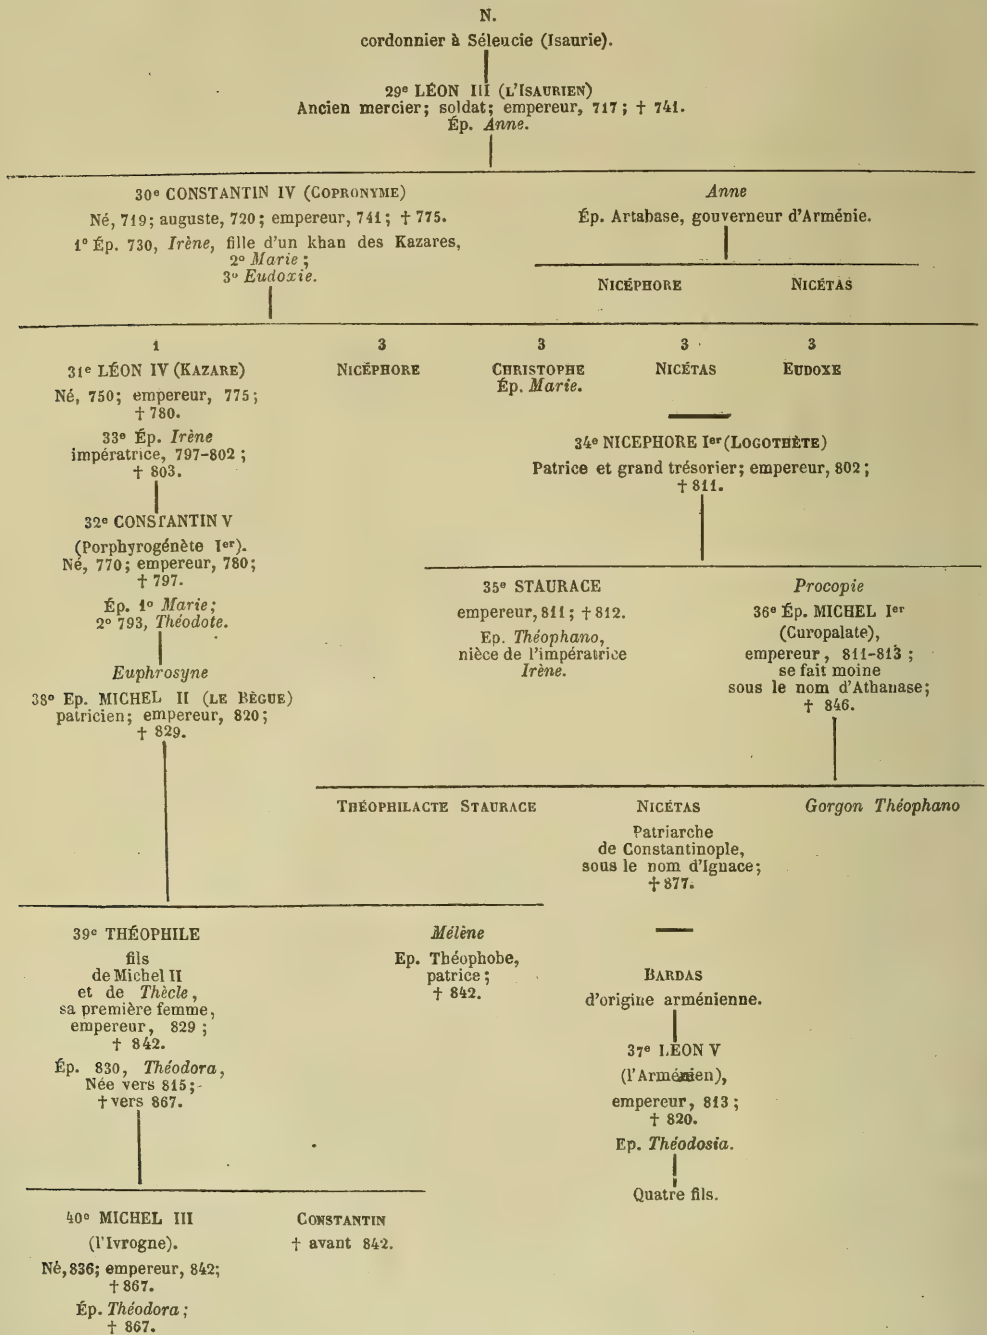 N.
cordonnier à Séleucie (Isaurie).
29e LÉON III (L'ISAURIEN)
Ancien mercier; soldat; empereur, 717; † 741.
Ép. Anne.
30e CONSTANTIN IV (COPRONYME)
Né, 719; auguste, 720; empereur, 741; † 775.
1o Ép. 730, Irène, fille d'un khan des Kazares,
2o Marie;
3o Eudoxie.
Anne
Ép. Artabase, gouverneur d'Arménie.
NICÉPHORE NICÉTAS
1 3 3 3 3
31e LÉON IV (KAZARE)
Né, 750; empereur, 775;
† 780.
33e Ép. Irène
impératrice, 797-802;
† 803.
NICÉPHORE
CHRISTOPHE
Ép. Marie.
NICÉTAS
EUDOXE
32e CONSTANTIN V
(Porphyrogénète Ier).
Né, 770; empereur, 780;
† 797.
Ép. 1o Marie;
2o 793, Théodote.
34e NICEPHORE Ier (LOGOTHÈTE)
Patrice et grand trésorier; empereur, 802;
† 811.
35e STAURACE
empereur, 811; † 812.
Ep. Théophano,
nièce de l'impératrice
Irène.
Procopie
36e Ép. MICHEL Ier
(Curopalate),
empereur, 811-813;
se fait moine
sous le nom d'Athanase;
† 846.
Euphrosyne
38e Ep. MICHEL II (LE BÈGUE)
patricien; empereur, 820;
† 829.
THÉOPHILACTE STAURACE
NICÉTAS
Patriarche
de Constantinople,
sous le nom d'Ignace;
† 877.
Gorgon Théophano
39e THÉOPHILE
fils
de Michel II
et de Thècle,
sa première femme,
empereur, 829;
† 842.
Ép. 830, Théodora,
Née vers 815;
† vers 867.
Mélène
Ep. Théophobe,
patrice;
† 842.
BARDAS
d'origine arménienne.
37e LÉON V
(l'Arménien),
empereur, 813;
† 820.
Ep. Théodosia.
Quatre fils.
40e MICHEL III
(l'Ivrogne).
Né, 836; empereur, 842;
† 867.
Ép. Théodora;
† 867.
CONSTANTIN
† avant 842.